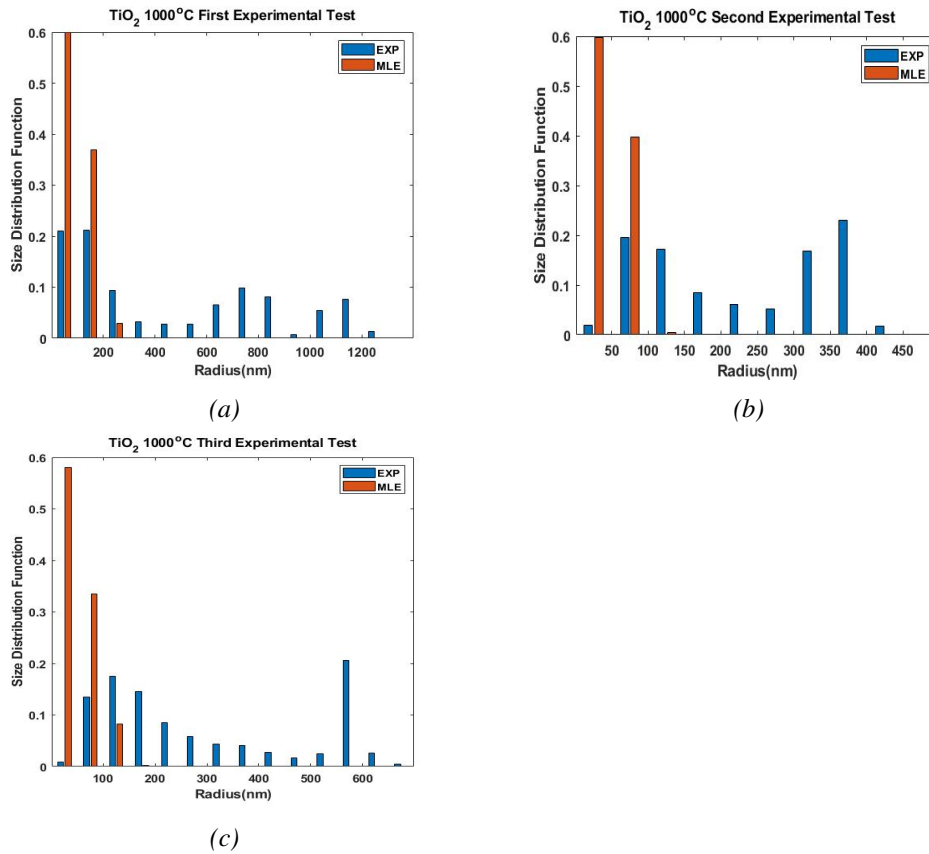 TiO2 1000oC First Experimental Test
0.6
0.5
0.4
0.3
0.2
0.1
0
Size Distribution Function
EXP
MLE
200 400 600 800 1000 1200
Radius(nm)
(a)
TiO2 1000oC Second Experimental Test
0.6
0.5
0.4
0.3
0.2
0.1
0
Size Distribution Function
EXP
MLE
50 100 150 200 250 300 350 400 450
Radius(nm)
(b)
TiO2 1000oC Third Experimental Test
0.6
0.5
0.4
0.3
0.2
0.1
0
Size Distribution Function
EXP
MLE
100 200 300 400 500 600
Radius(nm)
(c)